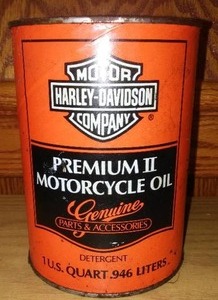 MOTOR
HARLEY-DAVIDSON
COMPANY ®
PREMIUM II
MOTORCYCLE OIL
Genuine
PARTS & ACCESSORIES
DETERGENT
1 U.S. QUART .946 LITERS